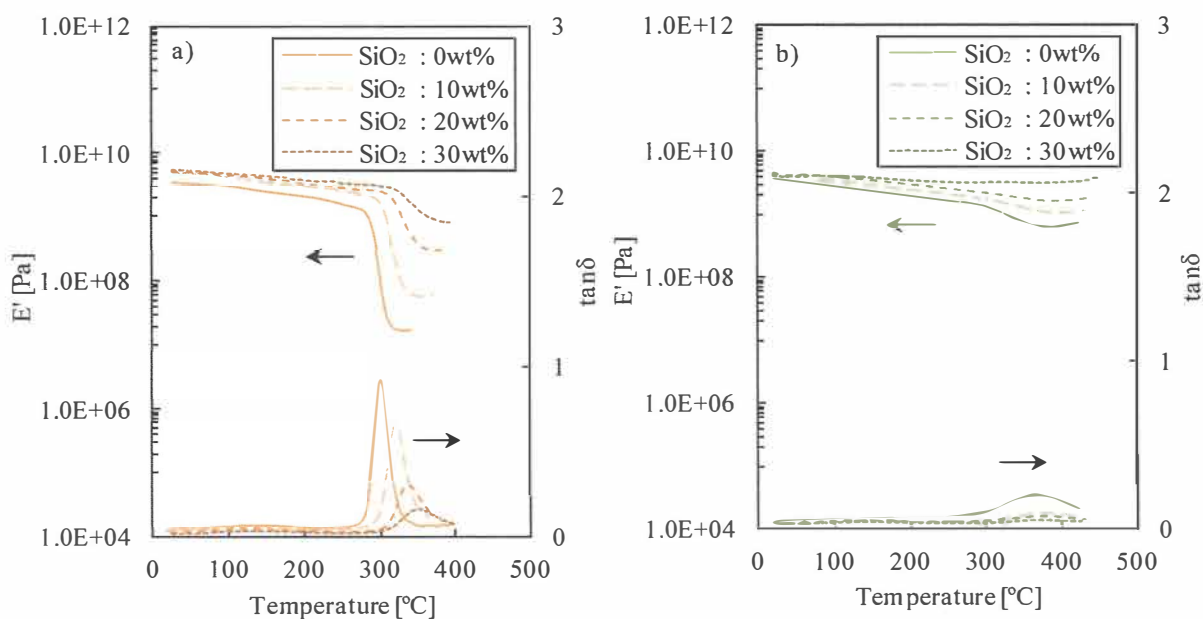 a)
SiO2 : 0wt%
SiO2 : 10wt%
SiO2 : 20wt%
SiO2 : 30wt%
1.0E+12
1.0E+10
1.0E+08
1.0E+06
1.0E+04
E' [Pa]
3
2
1
0
tanδ
0 100 200 300 400 500
Temperature [ºC]
b)
SiO2 : 0wt%
SiO2 : 10wt%
SiO2 : 20wt%
SiO2 : 30wt%
1.0E+12
1.0E+10
1.0E+08
1.0E+06
1.0E+04
E' [Pa]
3
2
1
0
tanδ
0 100 200 300 400 500
Temperature [ºC]